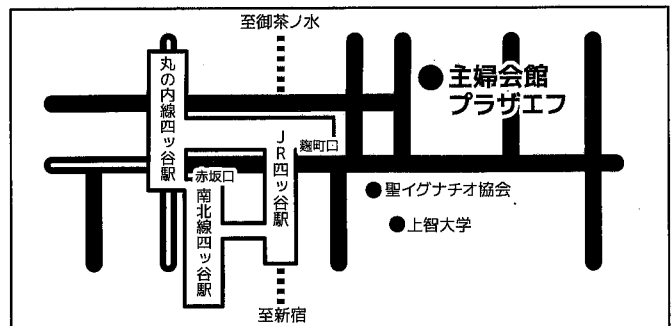 至御茶ノ水
丸の内線四ッ谷駅
主婦会館
プラザエフ
麹町口
JR四ッ谷駅
赤坂口
南北線四ッ谷駅
聖イグナチオ協会
上智大学
至新宿